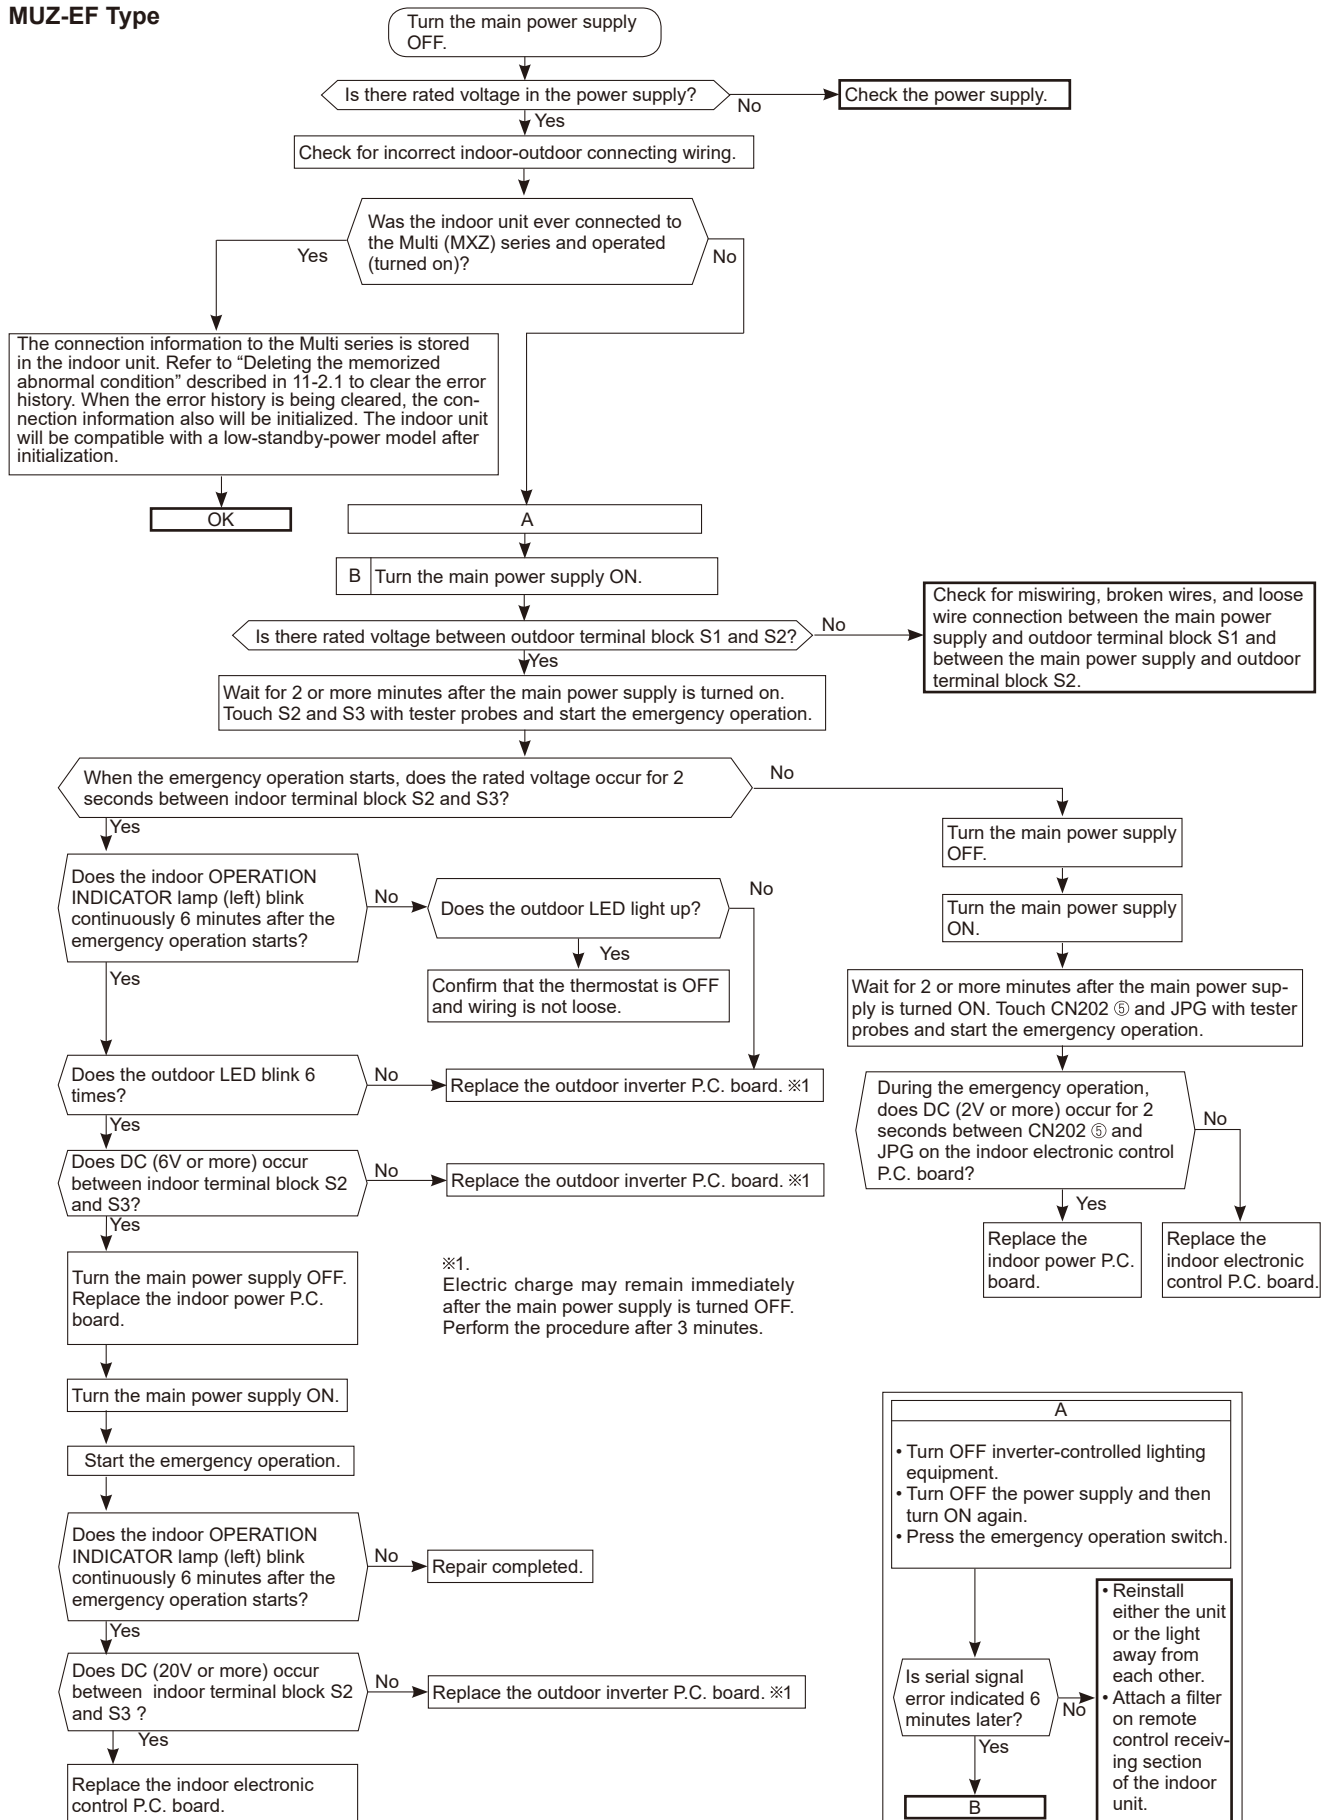 MUZ-EF Type
Turn the main power supply
OFF.
Is there rated voltage in the power supply?
No
Check the power supply.
Yes
Check for incorrect indoor-outdoor connecting wiring.
Was the indoor unit ever connected to
the Multi (MXZ) series and operated
(turned on)?
Yes
No
The connection information to the Multi series is stored
in the indoor unit. Refer to “Deleting the memorized
abnormal condition” described in 11-2.1 to clear the error
history. When the error history is being cleared, the con-
nection information also will be initialized. The indoor unit
will be compatible with a low-standby-power model after
initialization.
OK
A
B
Turn the main power supply ON.
Is there rated voltage between outdoor terminal block S1 and S2?
No
Check for miswiring, broken wires, and loose
wire connection between the main power
supply and outdoor terminal block S1 and
between the main power supply and outdoor
terminal block S2.
Yes
Wait for 2 or more minutes after the main power supply is turned on.
Touch S2 and S3 with tester probes and start the emergency operation.
When the emergency operation starts, does the rated voltage occur for 2
seconds between indoor terminal block S2 and S3?
No
Yes
Turn the main power supply
OFF.
Turn the main power supply
ON.
Wait for 2 or more minutes after the main power sup-
ply is turned ON. Touch CN202 ⑤ and JPG with tester
probes and start the emergency operation.
During the emergency operation,
does DC (2V or more) occur for 2
seconds between CN202 ⑤ and
JPG on the indoor electronic control
P.C. board?
No
Yes
Replace the
indoor power P.C.
board.
Replace the
indoor electronic
control P.C. board.
Does the indoor OPERATION
INDICATOR lamp (left) blink
continuously 6 minutes after the
emergency operation starts?
No
Does the outdoor LED light up?
No
Yes
Confirm that the thermostat is OFF
and wiring is not loose.
Yes
Does the outdoor LED blink 6
times?
No
Replace the outdoor inverter P.C. board. ※1
Yes
Does DC (6V or more) occur
between indoor terminal block S2
and S3?
No
Replace the outdoor inverter P.C. board. ※1
Yes
Turn the main power supply OFF.
Replace the indoor power P.C.
board.
※1.
Electric charge may remain immediately
after the main power supply is turned OFF.
Perform the procedure after 3 minutes.
Turn the main power supply ON.
Start the emergency operation.
Does the indoor OPERATION
INDICATOR lamp (left) blink
continuously 6 minutes after the
emergency operation starts?
No
Repair completed.
Yes
Does DC (20V or more) occur
between indoor terminal block S2
and S3 ?
No
Replace the outdoor inverter P.C. board. ※1
Yes
Replace the indoor electronic
control P.C. board.
A
• Turn OFF inverter-controlled lighting
equipment.
• Turn OFF the power supply and then
turn ON again.
• Press the emergency operation switch.
Is serial signal
error indicated 6
minutes later?
No
Yes
B
• Reinstall
either the unit
or the light
away from
each other.
• Attach a filter
on remote
control receiv-
ing section
of the indoor
unit.